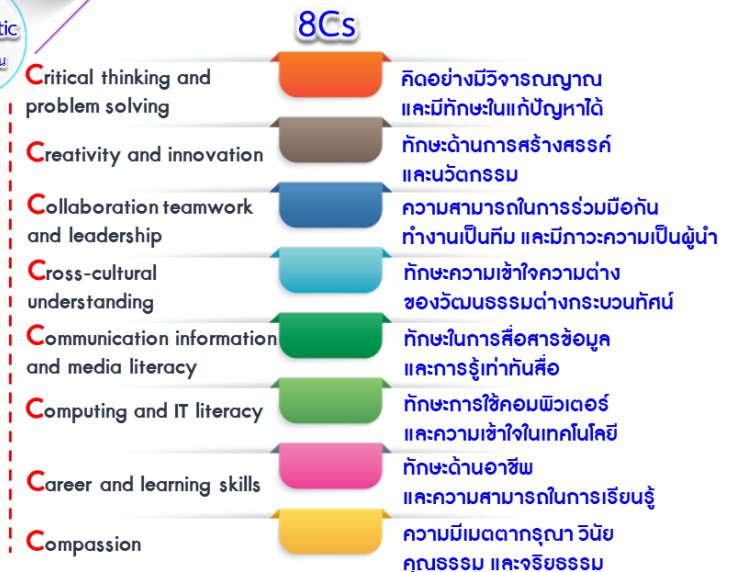 8Cs
Critical thinking and
problem solving
คิดอย่างมีวิจารณญาณ
และมีทักษะในแก้ปัญหาได้
Creativity and innovation
ทักษะด้านการสร้างสรรค์
และนวัตกรรม
Collaboration teamwork
and leadership
ความสามารถในการร่วมมือกัน
ทำงานเป็นทีม และมีภาวะความเป็นผู้นำ
Cross-cultural
understanding
ทักษะความเข้าใจความต่าง
ของวัฒนธรรมต่างกระบวนทัศน์
Communication information
and media literacy
ทักษะในการสื่อสารข้อมูล
และการรู้เท่าทันสื่อ
Computing and IT literacy
ทักษะการใช้คอมพิวเตอร์
และความเข้าใจในเทคโนโลยี
Career and learning skills
ทักษะด้านอาชีพ
และความสามารถในการเรียนรู้
Compassion
ความมีเมตตากรุณา วินัย
คุณธรรม และจริยธรรม